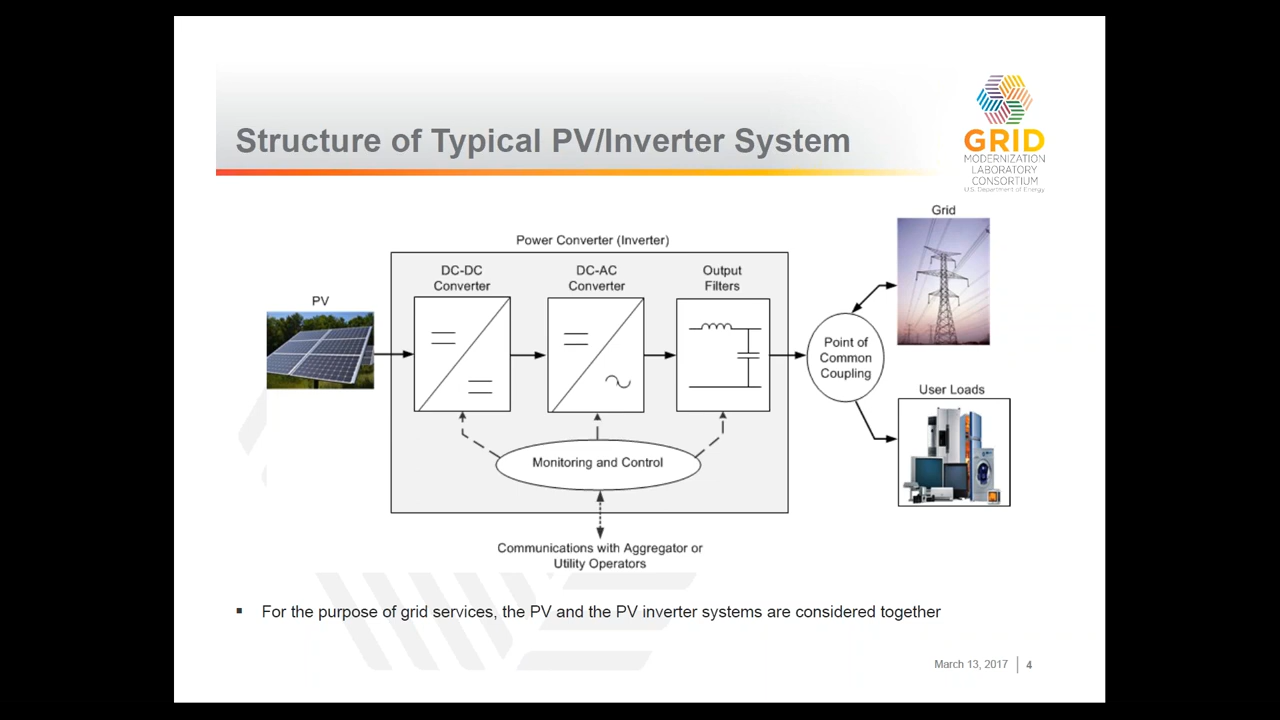 Structure of Typical PV/Inverter System
GRID
MODERNIZATION
LABORATORY
CONSORTIUM
U.S. Department of Energy
Grid
Power Converter (Inverter)
DC-DC
Converter
DC-AC
Converter
Output
Filters
PV
Point of
Common
Coupling
User Loads
Monitoring and Control
Communications with Aggregator or
Utility Operators
▪ For the purpose of grid services, the PV and the PV inverter systems are considered together
March 13, 2017 | 4